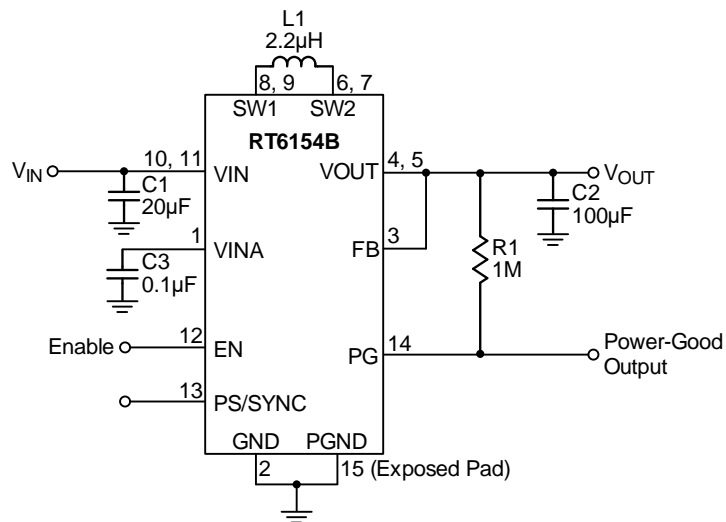 L1
2.2µH
8, 9
6, 7
SW1
SW2
RT6154B
VIN
10, 11
VIN
VOUT
4, 5
VOUT
C1
20µF
C2
100µF
1
VINA
FB
3
R1
1M
C3
0.1µF
Enable
12
EN
PG
14
Power-Good
Output
13
PS/SYNC
GND
PGND
2
15 (Exposed Pad)